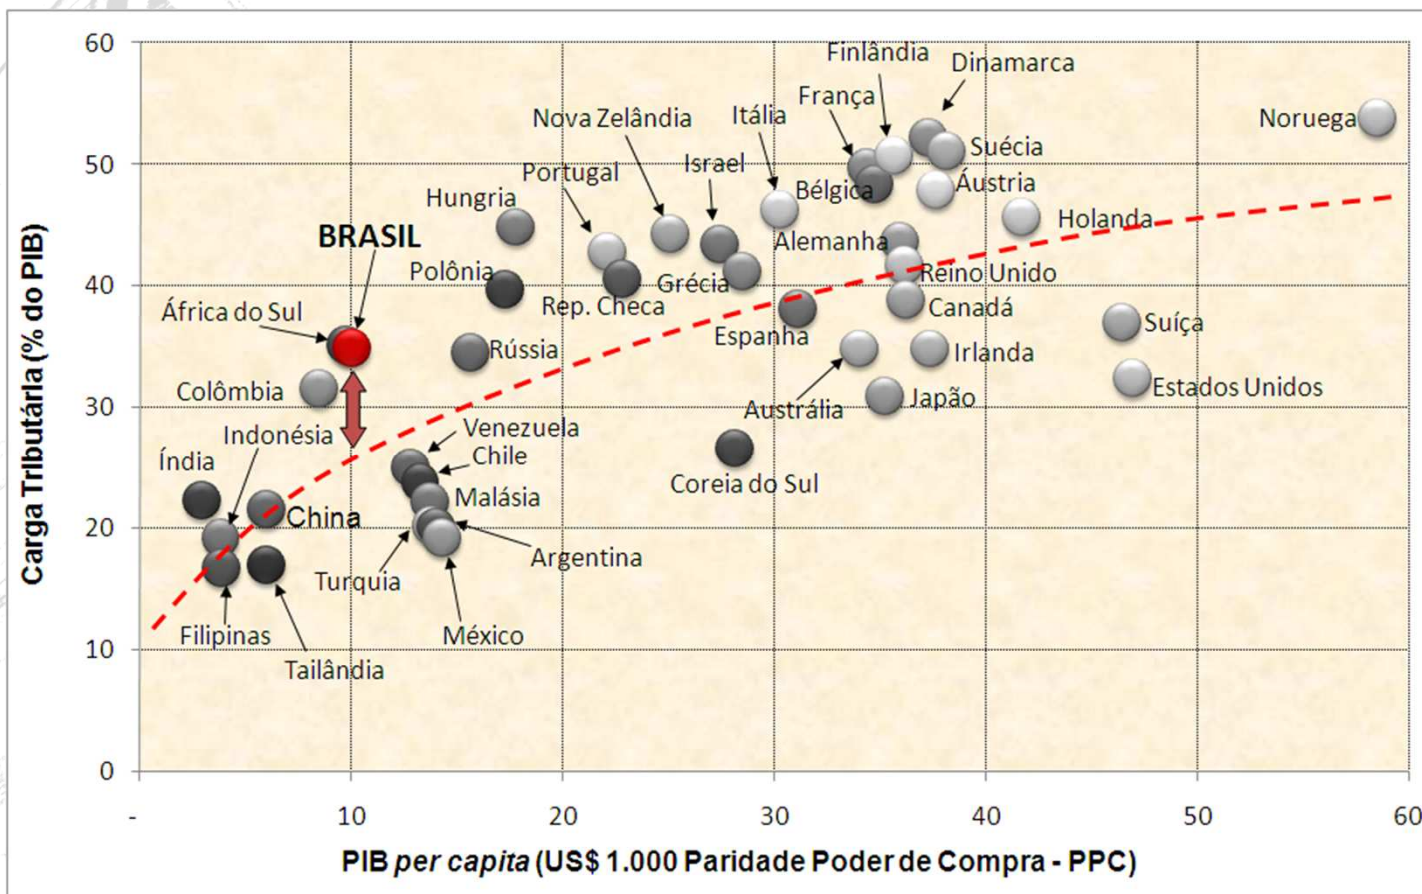 60
Finlândia
Dinamarca
França
Itália
Nova Zelândia
Noruega
50
Israel
Suécia
Portugal
Bélgica
Áustria
Hungria
BRASIL
Holanda
Alemanha
Polônia
Reino Unido
40
Grécia
Rep. Checa
Canadá
África do Sul
Espanha
Suíça
Rússia
Irlanda
Colômbia
Estados Unidos
Japão
30
Austrália
Indonésia
Venezuela
Índia
Chile
Coreia do Sul
Malásia
China
20
Argentina
Turquia
Filipinas
México
10
Tailândia
0
- 10 20 30 40 50 60
Carga Tributárla (% do PIB)
PIB per capita (US$ 1.000 Paridade Poder de Compra - PPC)